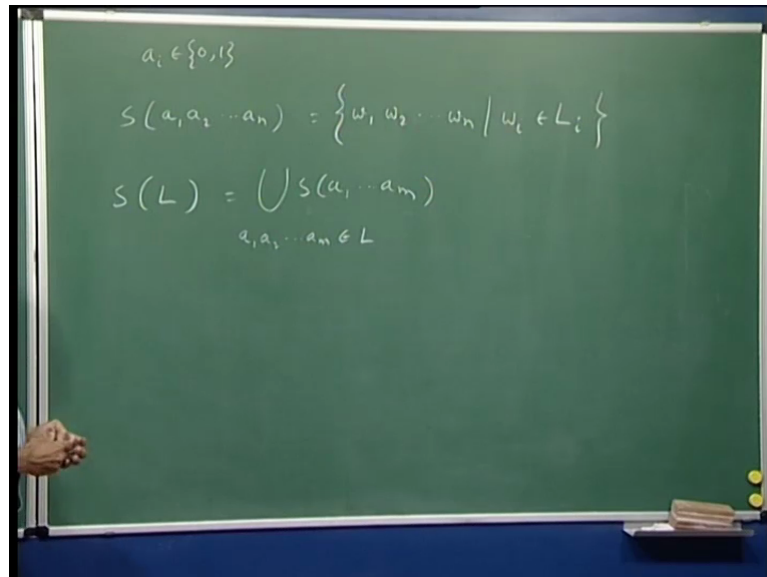 aᵢ ∈ {0,1}
S(a₁a₂⋯aₙ) = {w₁ w₂ ⋯ wₙ | wᵢ ∈ Lᵢ}
S(L) = ⋃ S(a₁⋯aₘ)
a₁a₂⋯aₘ ∈ L